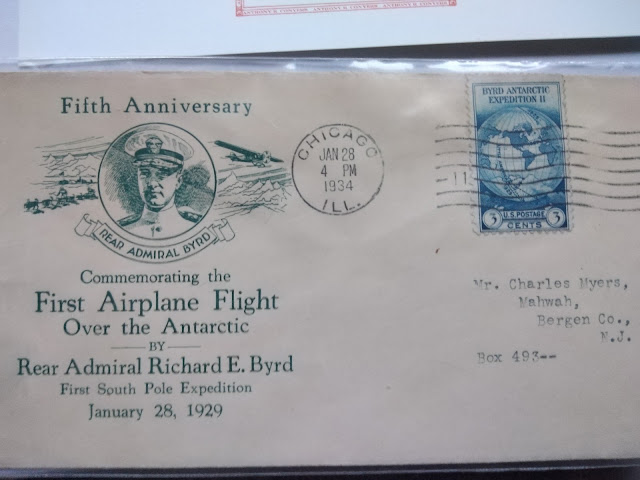 Fifth Anniversary
REAR ADMIRAL BYRD
Commemorating the
First Airplane Flight
Over the Antarctic
BY
Rear Admiral Richard E. Byrd
First South Pole Expedition
January 28, 1929
CHICAGO
JAN 28
4 PM
1934
ILL.
11
BYRD ANTARCTIC
EXPEDITION II
3 U.S. POSTAGE 3
CENTS
Mr. Charles Myers,
Mahwah,
Bergen Co.,
N.J.
Box 493--